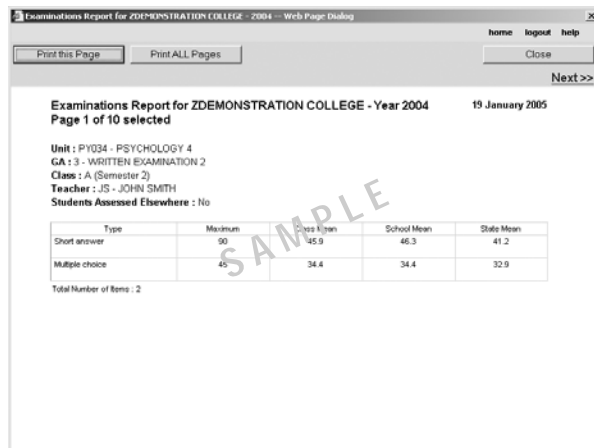 Examinations Report for ZDEMONSTRATION COLLEGE - 2004 -- Web Page Dialog
home logout help
Print this Page Print ALL Pages Close
Next >>
Examinations Report for ZDEMONSTRATION COLLEGE - Year 2004 19 January 2005
Page 1 of 10 selected
Unit : PY034 - PSYCHOLOGY 4
GA : 3 - WRITTEN EXAMINATION 2
Class : A (Semester 2)
Teacher : JS - JOHN SMITH
Students Assessed Elsewhere : No
SAMPLE
Type Maximum Class Mean School Mean State Mean
Short answer 90 45.9 46.3 41.2
Multiple choice 45 34.4 34.4 32.9
Total Number of Items : 2